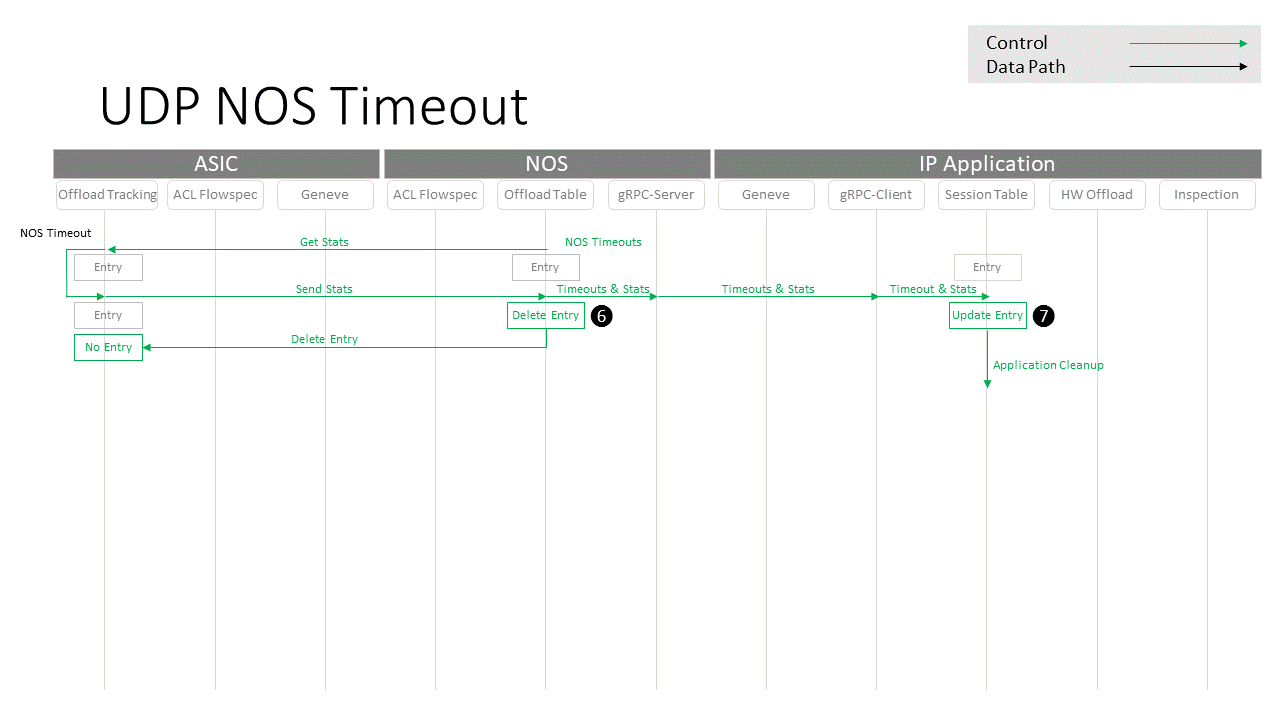 Control
Data Path
UDP NOS Timeout
ASIC
NOS
IP Application
Offload Tracking
ACL Flowspec
Geneve
ACL Flowspec
Offload Table
gRPC-Server
Geneve
gRPC-Client
Session Table
HW Offload
Inspection
NOS Timeout
Get Stats
NOS Timeouts
Entry
Entry
Entry
Send Stats
Timeouts & Stats
Timeouts & Stats
Timeout & Stats
Entry
Delete Entry
6
Update Entry
7
No Entry
Delete Entry
Application Cleanup